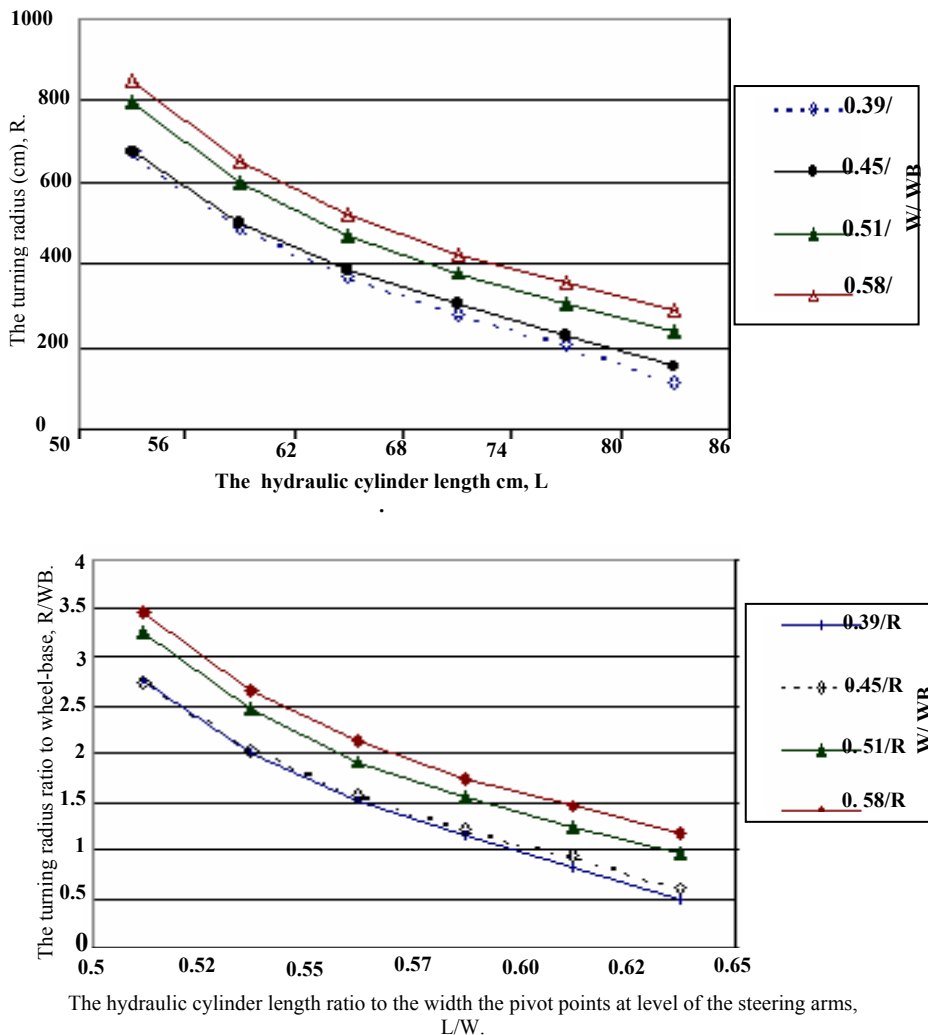 1000
800
600
400
200
0
The turning radius (cm), R.
50 56 62 68 74 80 86
The hydraulic cylinder length cm, L
.
0.39/
0.45/
0.51/
0.58/
W/ WB
4
3.5
3
2.5
2
1.5
1
0.5
0
The turning radius ratio to wheel-base, R/WB.
0.5 0.52 0.55 0.57 0.60 0.62 0.65
The hydraulic cylinder length ratio to the width the pivot points at level of the steering arms,
L/W.
0.39/R
0.45/R
0.51/R
0. 58/R
W/ WB